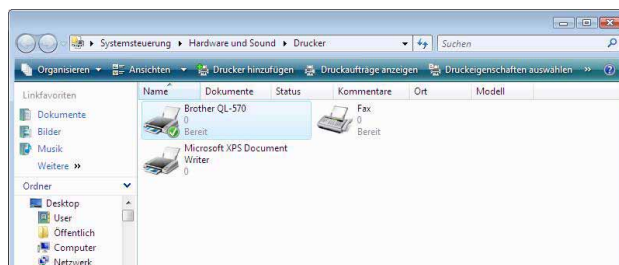 Systemsteuerung Hardware und Sound Drucker Suchen
Organisieren Ansichten Drucker hinzufügen Druckaufträge anzeigen Druckeigenschaften auswählen »
Linkfavoriten
Dokumente
Bilder
Musik
Weitere »
Ordner
Desktop
User
Öffentlich
Computer
Netzwerk
Name Dokumente Status Kommentare Ort Modell
Brother QL-570
0
Bereit
Fax
0
Bereit
Microsoft XPS Document
Writer
0